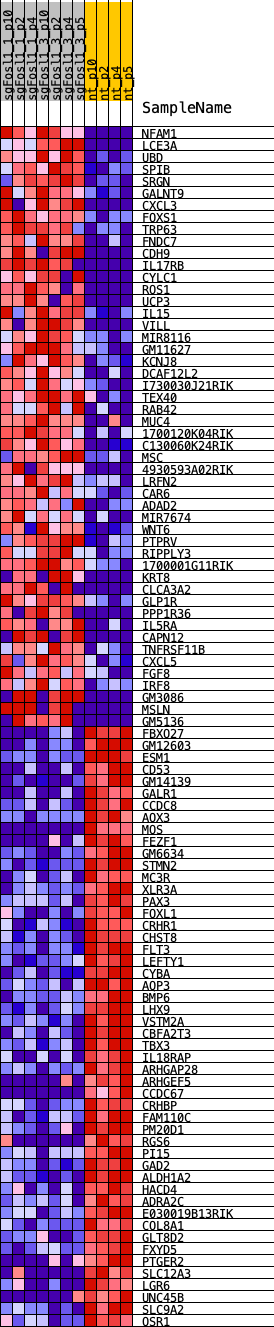 sgFosl1_1_p10
sgFosl1_1_p2
sgFosl1_1_p4
sgFosl1_3_p10
sgFosl1_3_p2
sgFosl1_3_p4
sgFosl1_3_p5
nt_p10
nt_p2
nt_p4
nt_p5
SampleName
NFAM1
LCE3A
UBD
SPIB
SRGN
GALNT9
CXCL3
FOXS1
TRP63
FNDC7
CDH9
IL17RB
CYLC1
ROS1
UCP3
IL15
VILL
MIR8116
GM11627
KCNJ8
DCAF12L2
I730030J21RIK
TEX40
RAB42
MUC4
1700120K04RIK
C130060K24RIK
MSC
4930593A02RIK
LRFN2
CAR6
ADAD2
MIR7674
WNT6
PTPRV
RIPPLY3
1700001G11RIK
KRT8
CLCA3A2
GLP1R
PPP1R36
IL5RA
CAPN12
TNFRSF11B
CXCL5
FGF8
IRF8
GM3086
MSLN
GM5136
FBXO27
GM12603
ESM1
CD53
GM14139
GALR1
CCDC8
AOX3
MOS
FEZF1
GM6634
STMN2
MC3R
XLR3A
PAX3
FOXL1
CRHR1
CHST8
FLT3
LEFTY1
CYBA
AQP3
BMP6
LHX9
VSTM2A
CBFA2T3
TBX3
IL18RAP
ARHGAP28
ARHGEF5
CCDC67
CRHBP
FAM110C
PM20D1
RGS6
PI15
GAD2
ALDH1A2
HACD4
ADRA2C
E030019B13RIK
COL8A1
GLT8D2
FXYD5
PTGER2
SLC12A3
LGR6
UNC45B
SLC9A2
OSR1